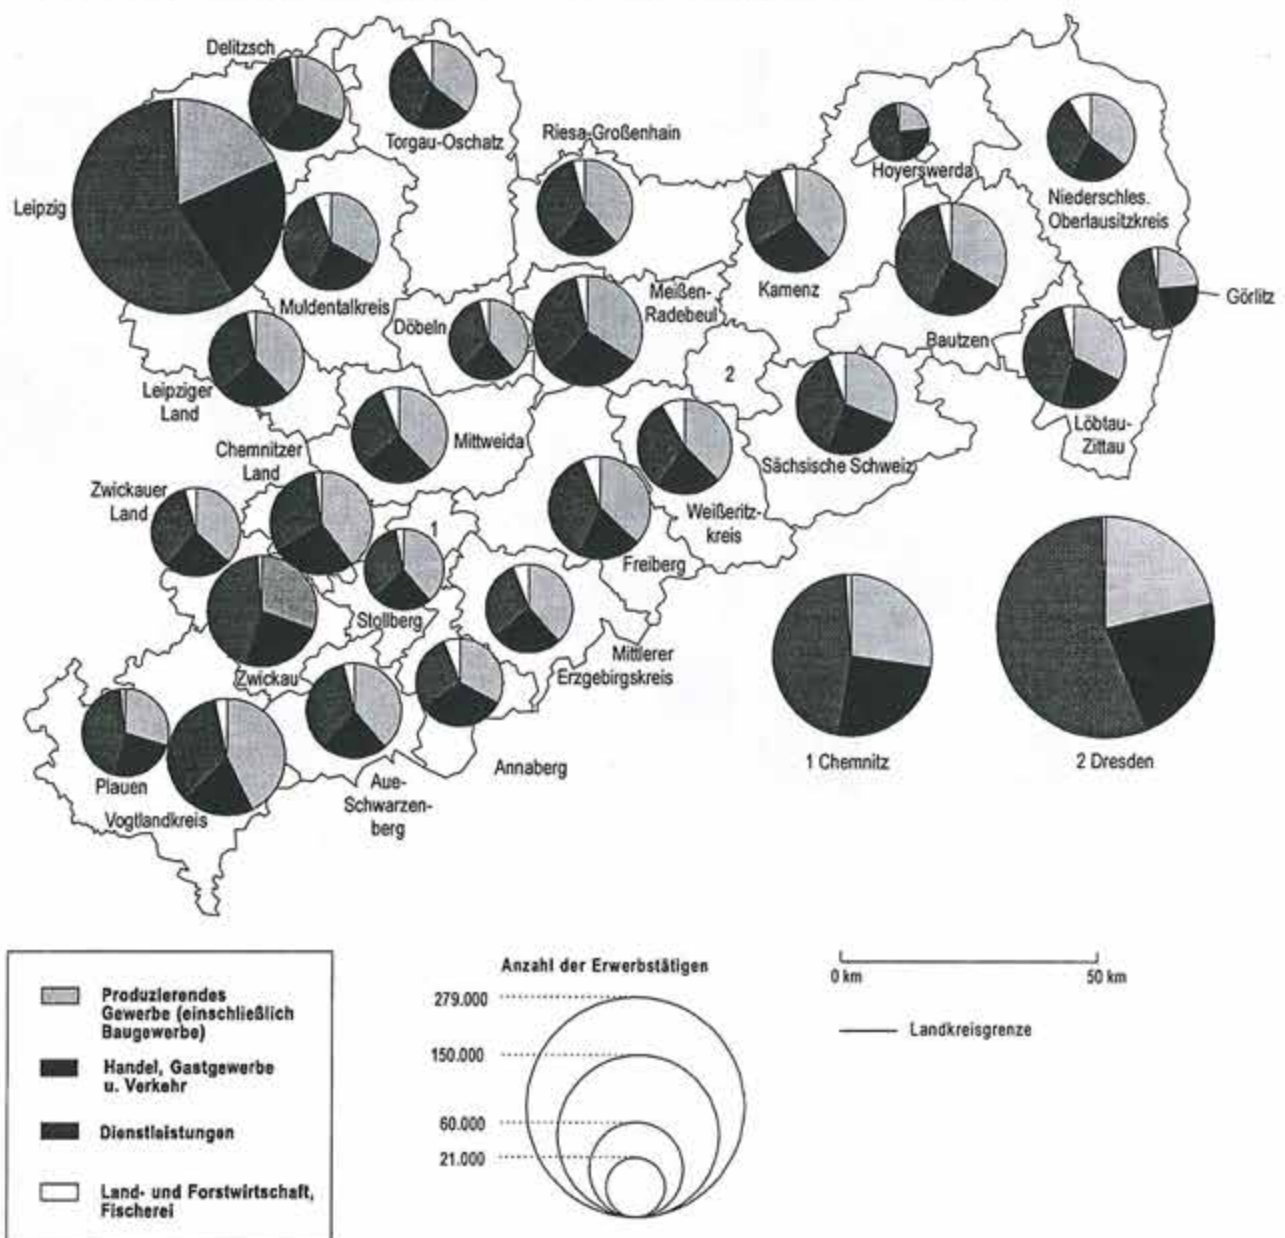 Delitzsch
Torgau-Oschatz
Riesa-Großenhain
Hoyerswerda
Niederschles.
Oberlausitzkreis
Leipzig
Muldentalkreis
Meißen-
Radebeul
Kamenz
Görlitz
Döbeln
Bautzen
Leipziger
Land
2
Löbtau-
Zittau
Chemnitzer
Land
Mittweida
Sächsische Schweiz
Zwickauer
Land
1
Weißeritz-
kreis
Freiberg
Stollberg
Mittlerer
Erzgebirgskreis
Zwickau
Annaberg
Plauen
Vogtlandkreis
Aue-
Schwarzen-
berg
1 Chemnitz
2 Dresden
Produzierendes
Gewerbe (einschließlich
Baugewerbe)
Handel, Gastgewerbe
u. Verkehr
Dienstleistungen
Land- und Forstwirtschaft,
Fischerei
Anzahl der Erwerbstätigen
279.000
150.000
60.000
21.000
0 km
50 km
Landkreisgrenze